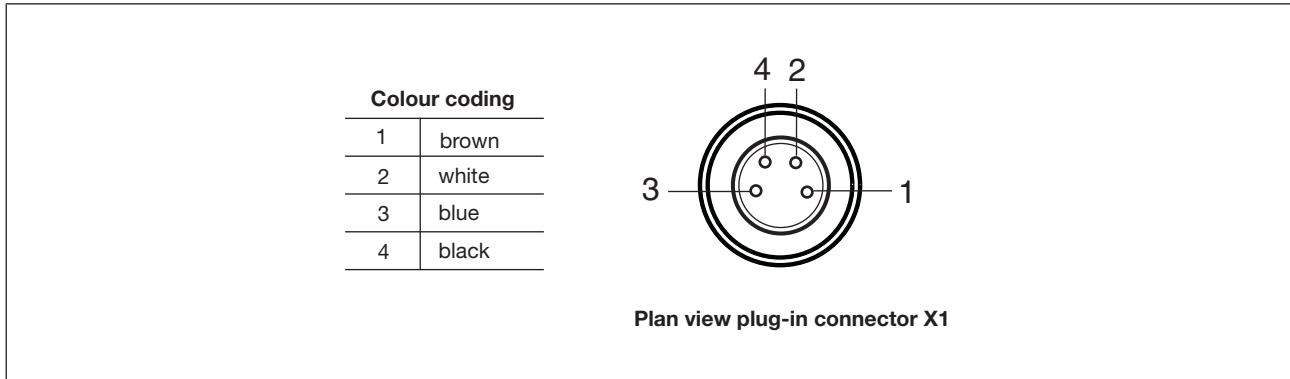 Colour coding
1 brown
2 white
3 blue
4 black
4 2
3 1
Plan view plug-in connector X1